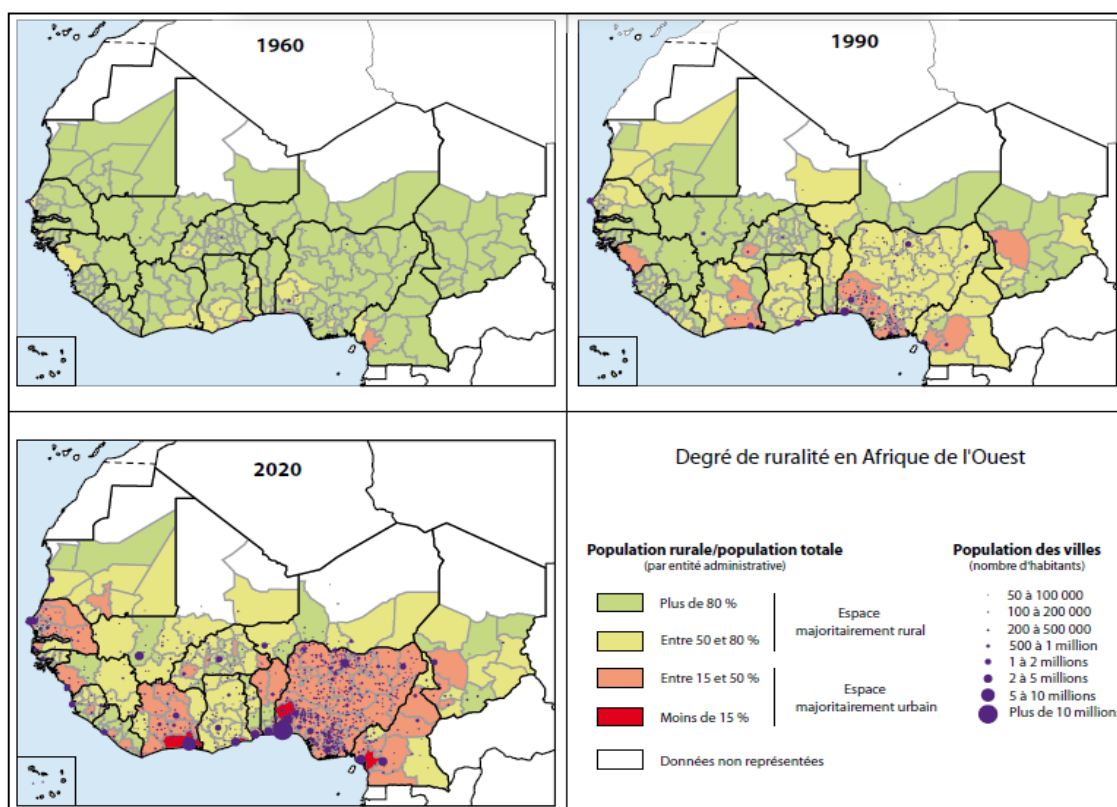 1960
1990
2020
Degré de ruralité en Afrique de l'Ouest
Population rurale/population totale
(par entité administrative)
Plus de 80 %
Entre 50 et 80 %
Espace
majoritairement rural
Entre 15 et 50 %
Moins de 15 %
Espace
majoritairement urbain
Données non représentées
Population des villes
(nombre d'habitants)
50 à 100 000
100 à 200 000
200 à 500 000
500 à 1 million
1 à 2 millions
2 à 5 millions
5 à 10 millions
Plus de 10 million